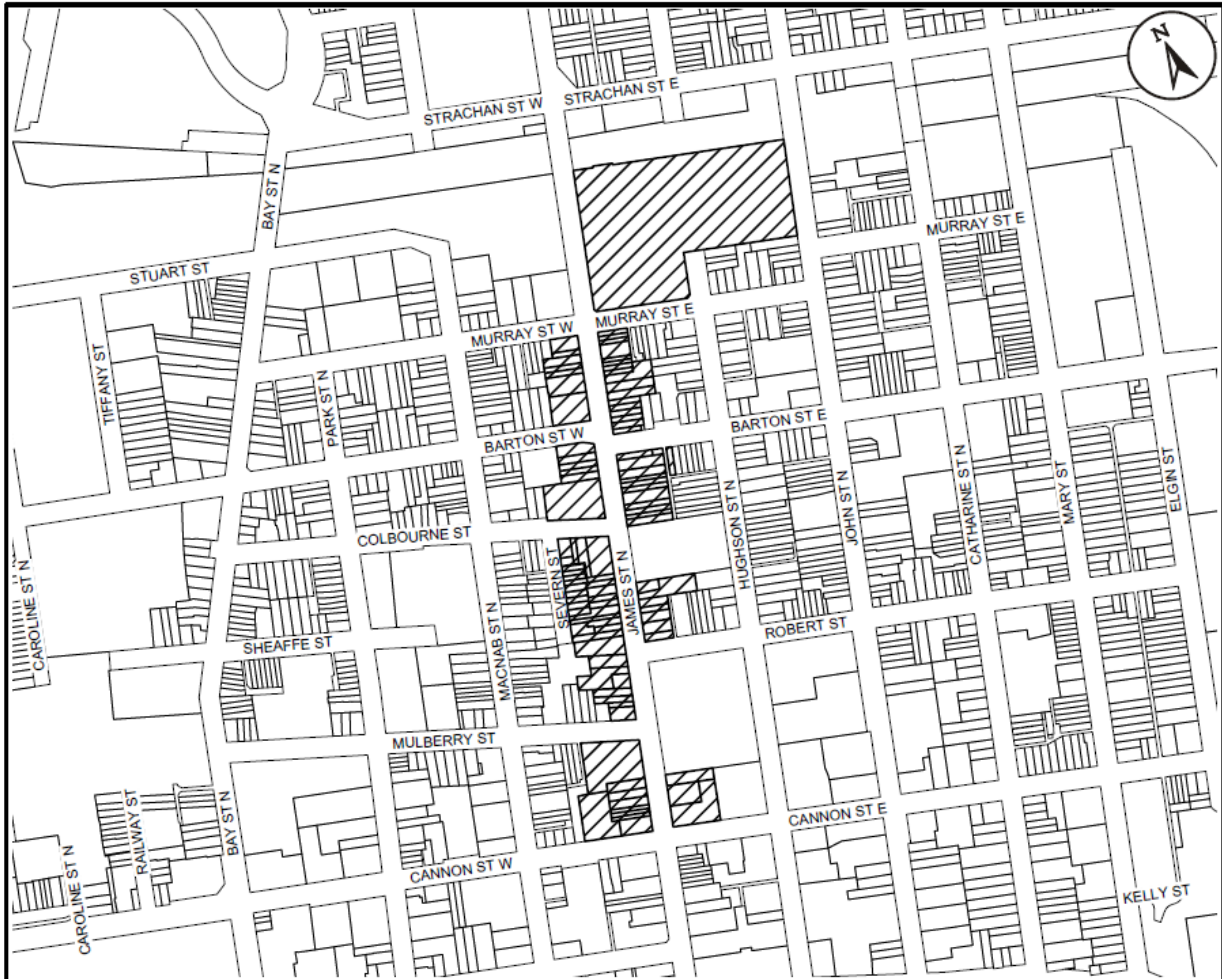 N
STRACHAN ST W
STRACHAN ST E
BAY ST N
MURRAY ST E
STUART ST
MURRAY ST W
MURRAY ST E
TIFFANY ST
PARK ST N
BARTON ST W
BARTON ST E
HUGHSON ST N
JOHN ST N
CATHARINE ST N
MARY ST
ELGIN ST
COLBOURNE ST
SEVERN ST
JAMES ST N
CAROLINE ST N
SHEAFFE ST
MACNAB ST N
ROBERT ST
MULBERRY ST
RAILWAY ST
BAY ST N
CANNON ST E
CAROLINE ST N
CANNON ST W
KELLY ST